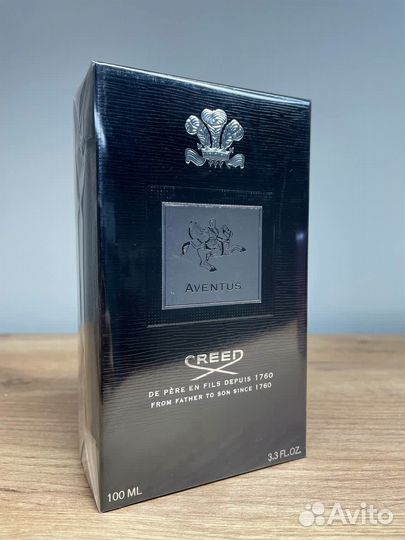 AVENTUS
CREED
DE PÈRE EN FILS DEPUIS 1760
FROM FATHER TO SON SINCE 1760
100 ML
3.3 FL.OZ.
Avito